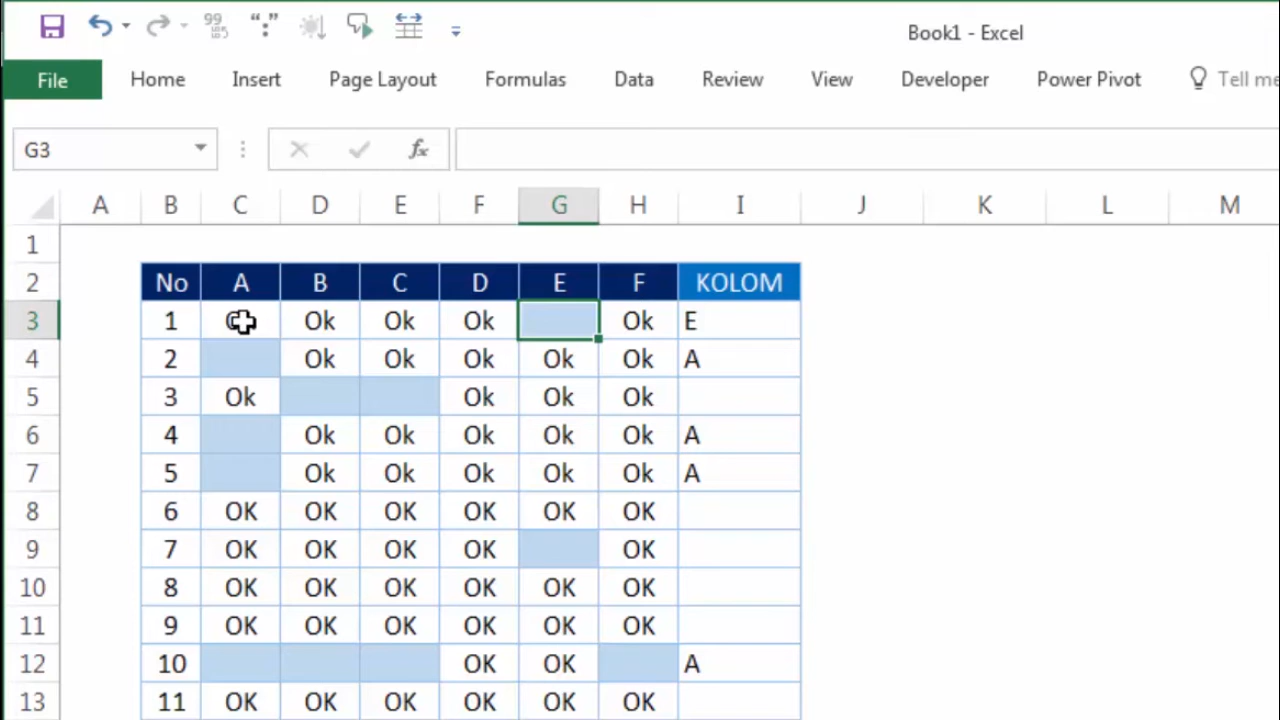 Book1 - Excel
File Home Insert Page Layout Formulas Data Review View Developer Power Pivot Tell me
G3 fx
A B C D E F G H I J K L M
1
2 No A B C D E F KOLOM
3 1 Ok Ok Ok Ok E
4 2 Ok Ok Ok Ok Ok A
5 3 Ok Ok Ok Ok
6 4 Ok Ok Ok Ok Ok A
7 5 Ok Ok Ok Ok Ok A
8 6 OK OK OK OK OK OK
9 7 OK OK OK OK OK
10 8 OK OK OK OK OK OK
11 9 OK OK OK OK OK OK
12 10 OK OK A
13 11 OK OK OK OK OK OK